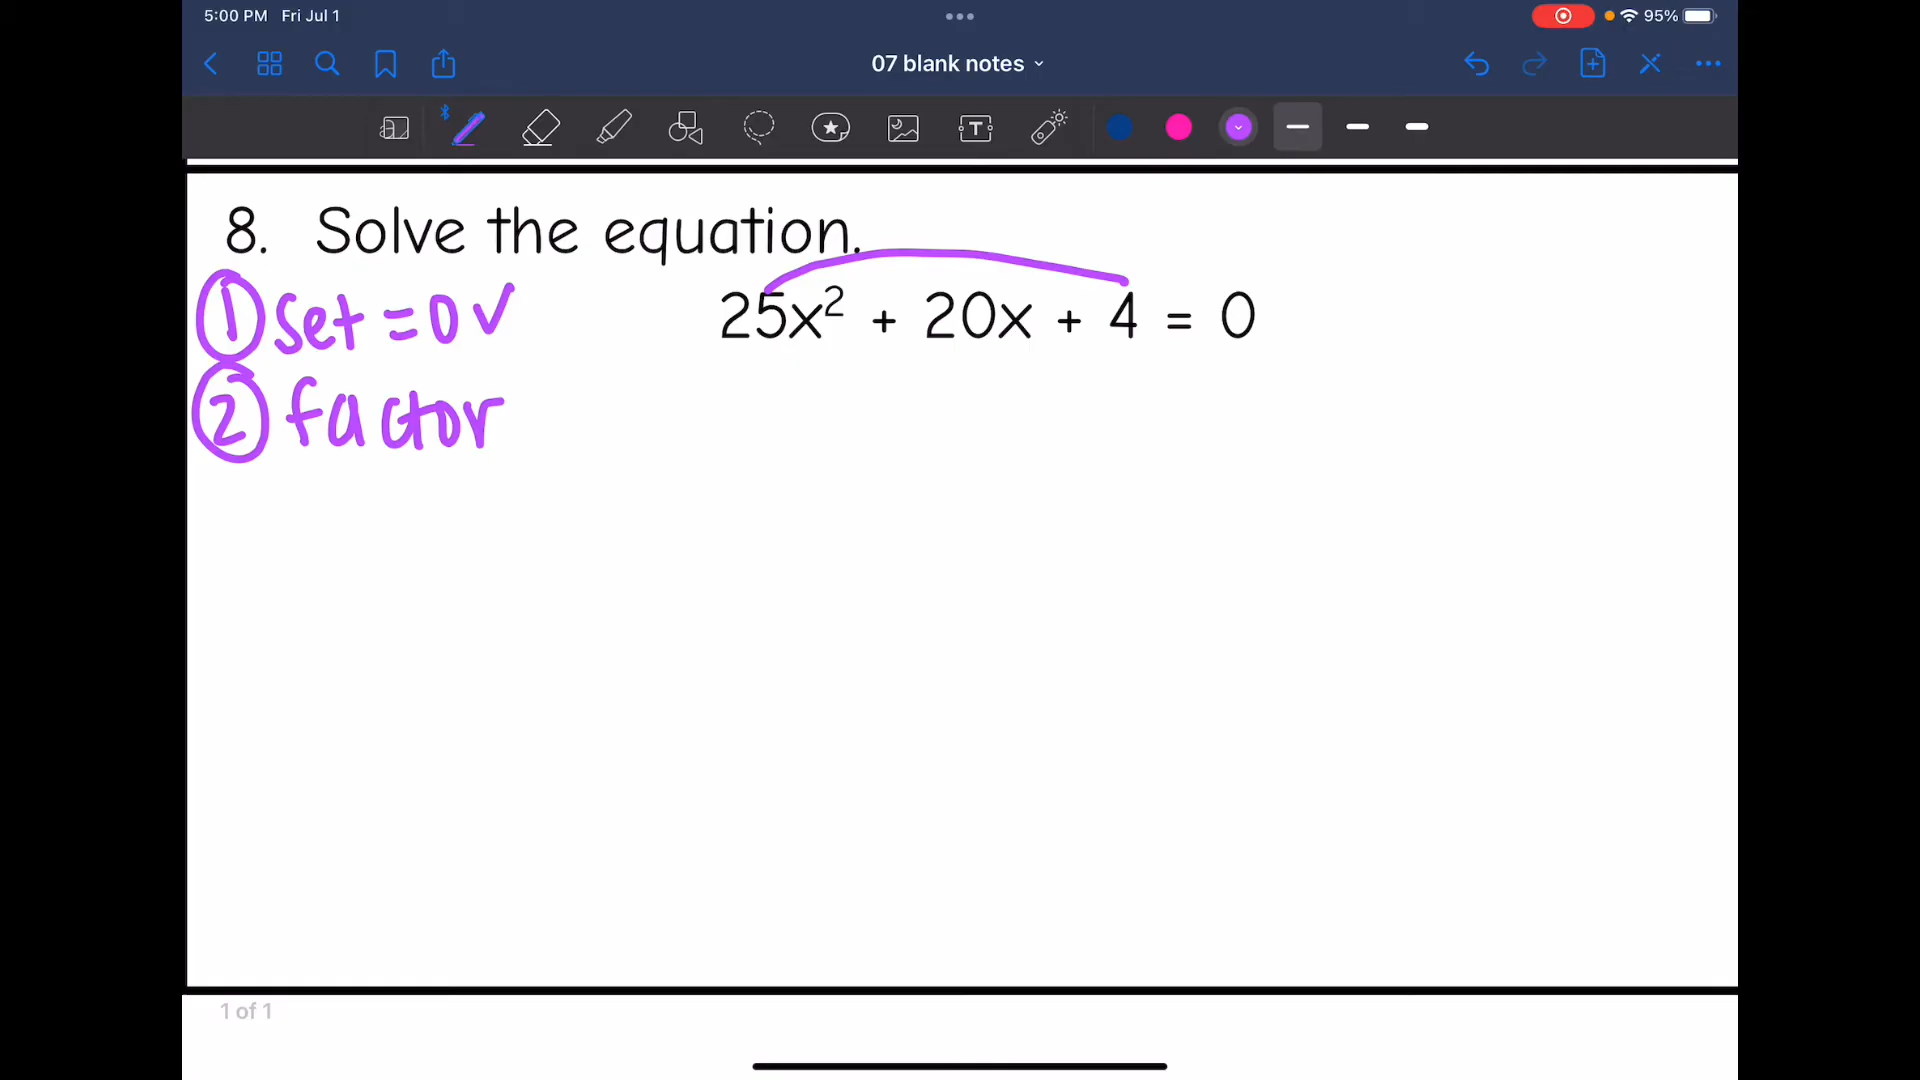 5:00 PM Fri Jul 1
95%
07 blank notes
8. Solve the equation.
① set = 0 ✓
25x² + 20x + 4 = 0
② factor
1 of 1